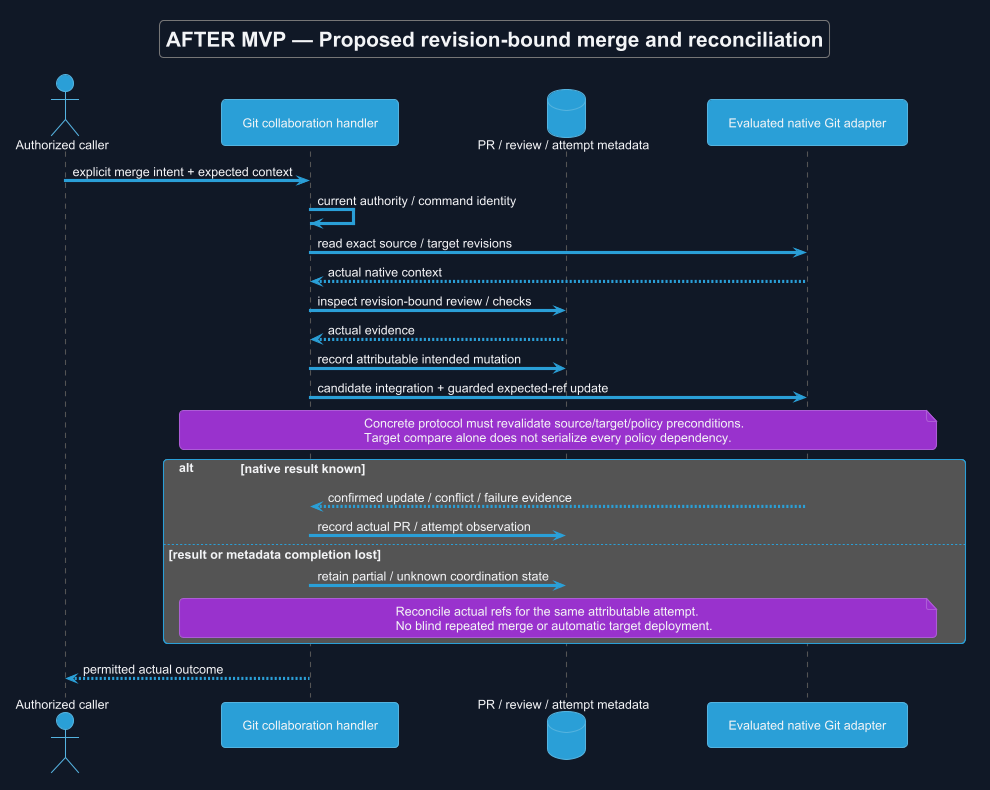 AFTER MVP — Proposed revision-bound merge and reconciliation
Authorized caller
Git collaboration handler
PR / review / attempt metadata
Evaluated native Git adapter
explicit merge intent + expected context
current authority / command identity
read exact source / target revisions
actual native context
inspect revision-bound review / checks
actual evidence
record attributable intended mutation
candidate integration + guarded expected-ref update
Concrete protocol must revalidate source/target/policy preconditions.
Target compare alone does not serialize every policy dependency.
alt [native result known]
confirmed update / conflict / failure evidence
record actual PR / attempt observation
[result or metadata completion lost]
retain partial / unknown coordination state
Reconcile actual refs for the same attributable attempt.
No blind repeated merge or automatic target deployment.
permitted actual outcome
Authorized caller
Git collaboration handler
PR / review / attempt metadata
Evaluated native Git adapter